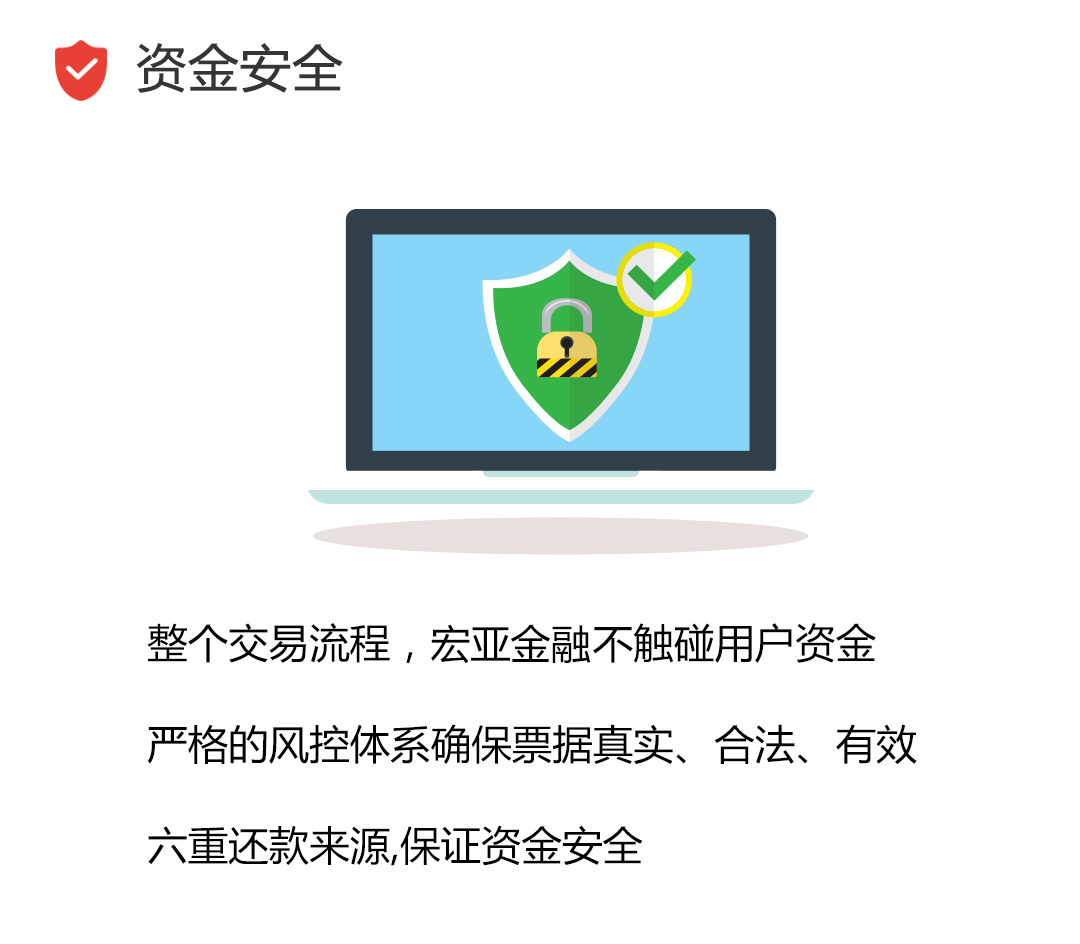 资金安全
整个交易流程，宏亚金融不触碰用户资金
严格的风控体系确保票据真实、合法、有效
六重还款来源,保证资金安全